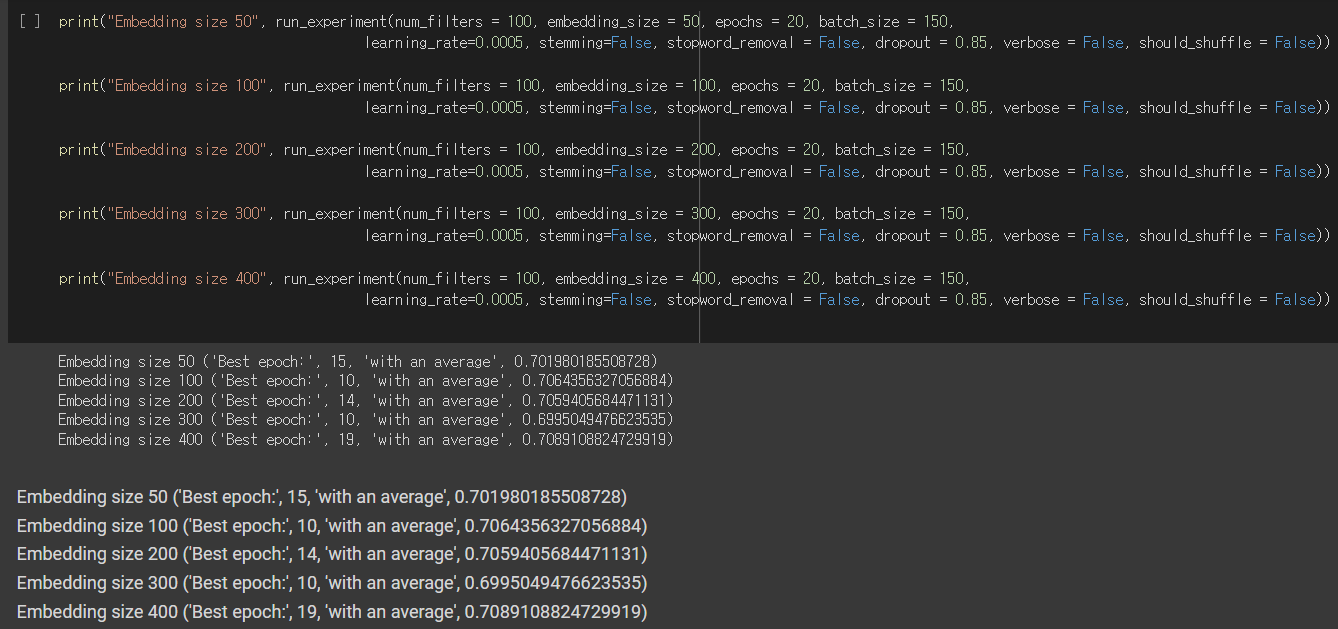 [ ] print("Embedding size 50", run_experiment(num_filters = 100, embedding_size = 50, epochs = 20, batch_size = 150,
learning_rate=0.0005, stemming=False, stopword_removal = False, dropout = 0.85, verbose = False, should_shuffle = False))
print("Embedding size 100", run_experiment(num_filters = 100, embedding_size = 100, epochs = 20, batch_size = 150,
learning_rate=0.0005, stemming=False, stopword_removal = False, dropout = 0.85, verbose = False, should_shuffle = False))
print("Embedding size 200", run_experiment(num_filters = 100, embedding_size = 200, epochs = 20, batch_size = 150,
learning_rate=0.0005, stemming=False, stopword_removal = False, dropout = 0.85, verbose = False, should_shuffle = False))
print("Embedding size 300", run_experiment(num_filters = 100, embedding_size = 300, epochs = 20, batch_size = 150,
learning_rate=0.0005, stemming=False, stopword_removal = False, dropout = 0.85, verbose = False, should_shuffle = False))
print("Embedding size 400", run_experiment(num_filters = 100, embedding_size = 400, epochs = 20, batch_size = 150,
learning_rate=0.0005, stemming=False, stopword_removal = False, dropout = 0.85, verbose = False, should_shuffle = False))
Embedding size 50 ('Best epoch:', 15, 'with an average', 0.701980185508728)
Embedding size 100 ('Best epoch:', 10, 'with an average', 0.7064356327056884)
Embedding size 200 ('Best epoch:', 14, 'with an average', 0.7059405684471131)
Embedding size 300 ('Best epoch:', 10, 'with an average', 0.6995049476623535)
Embedding size 400 ('Best epoch:', 19, 'with an average', 0.7089108824729919)
Embedding size 50 ('Best epoch:', 15, 'with an average', 0.701980185508728)
Embedding size 100 ('Best epoch:', 10, 'with an average', 0.7064356327056884)
Embedding size 200 ('Best epoch:', 14, 'with an average', 0.7059405684471131)
Embedding size 300 ('Best epoch:', 10, 'with an average', 0.6995049476623535)
Embedding size 400 ('Best epoch:', 19, 'with an average', 0.7089108824729919)